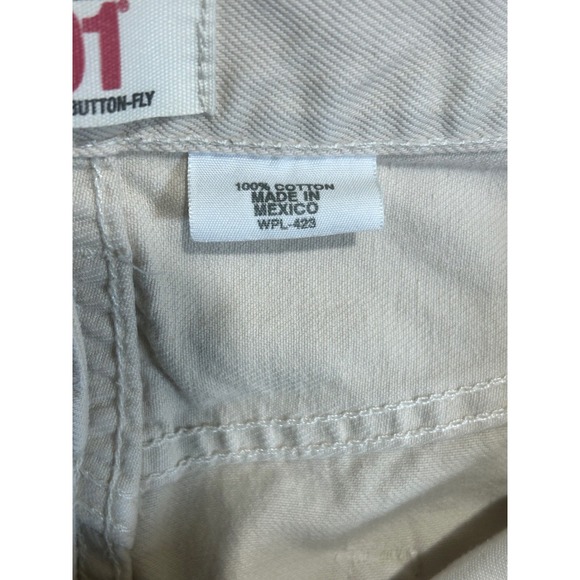 01
BUTTON-FLY
100% COTTON
MADE IN
MEXICO
WPL-423